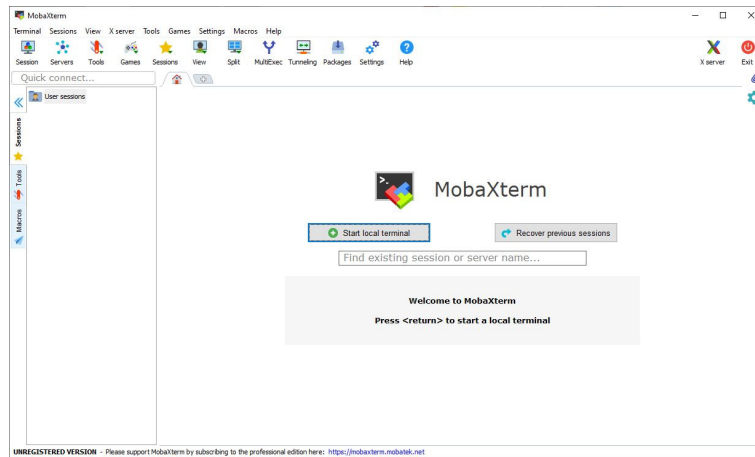 MobaXterm
Terminal Sessions View X server Tools Games Settings Macros Help
Session Servers Tools Games Sessions View Split MultiExec Tunneling Packages Settings Help X server Exit
Quick connect...
User sessions
Sessions
Tools
Macros
>.
MobaXterm
Start local terminal Recover previous sessions
Find existing session or server name...
Welcome to MobaXterm
Press <return> to start a local terminal
UNREGISTERED VERSION - Please support MobaXterm by subscribing to the professional edition here: https://mobaxterm.mobatek.net